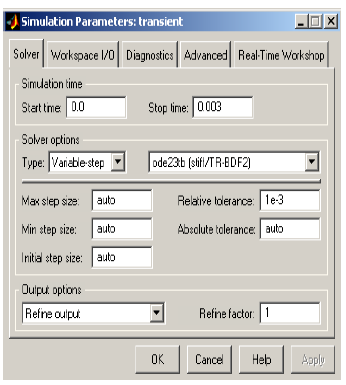 Simulation Parameters: transient
Solver Workspace I/O Diagnostics Advanced Real-Time Workshop
Simulation time
Start time: 0.0 Stop time: 0.003
Solver options
Type: Variable-step ode23tb (stiff/TR-BDF2)
Max step size: auto Relative tolerance: 1e-3
Min step size: auto Absolute tolerance: auto
Initial step size: auto
Output options
Refine output Refine factor: 1
OK Cancel Help Apply